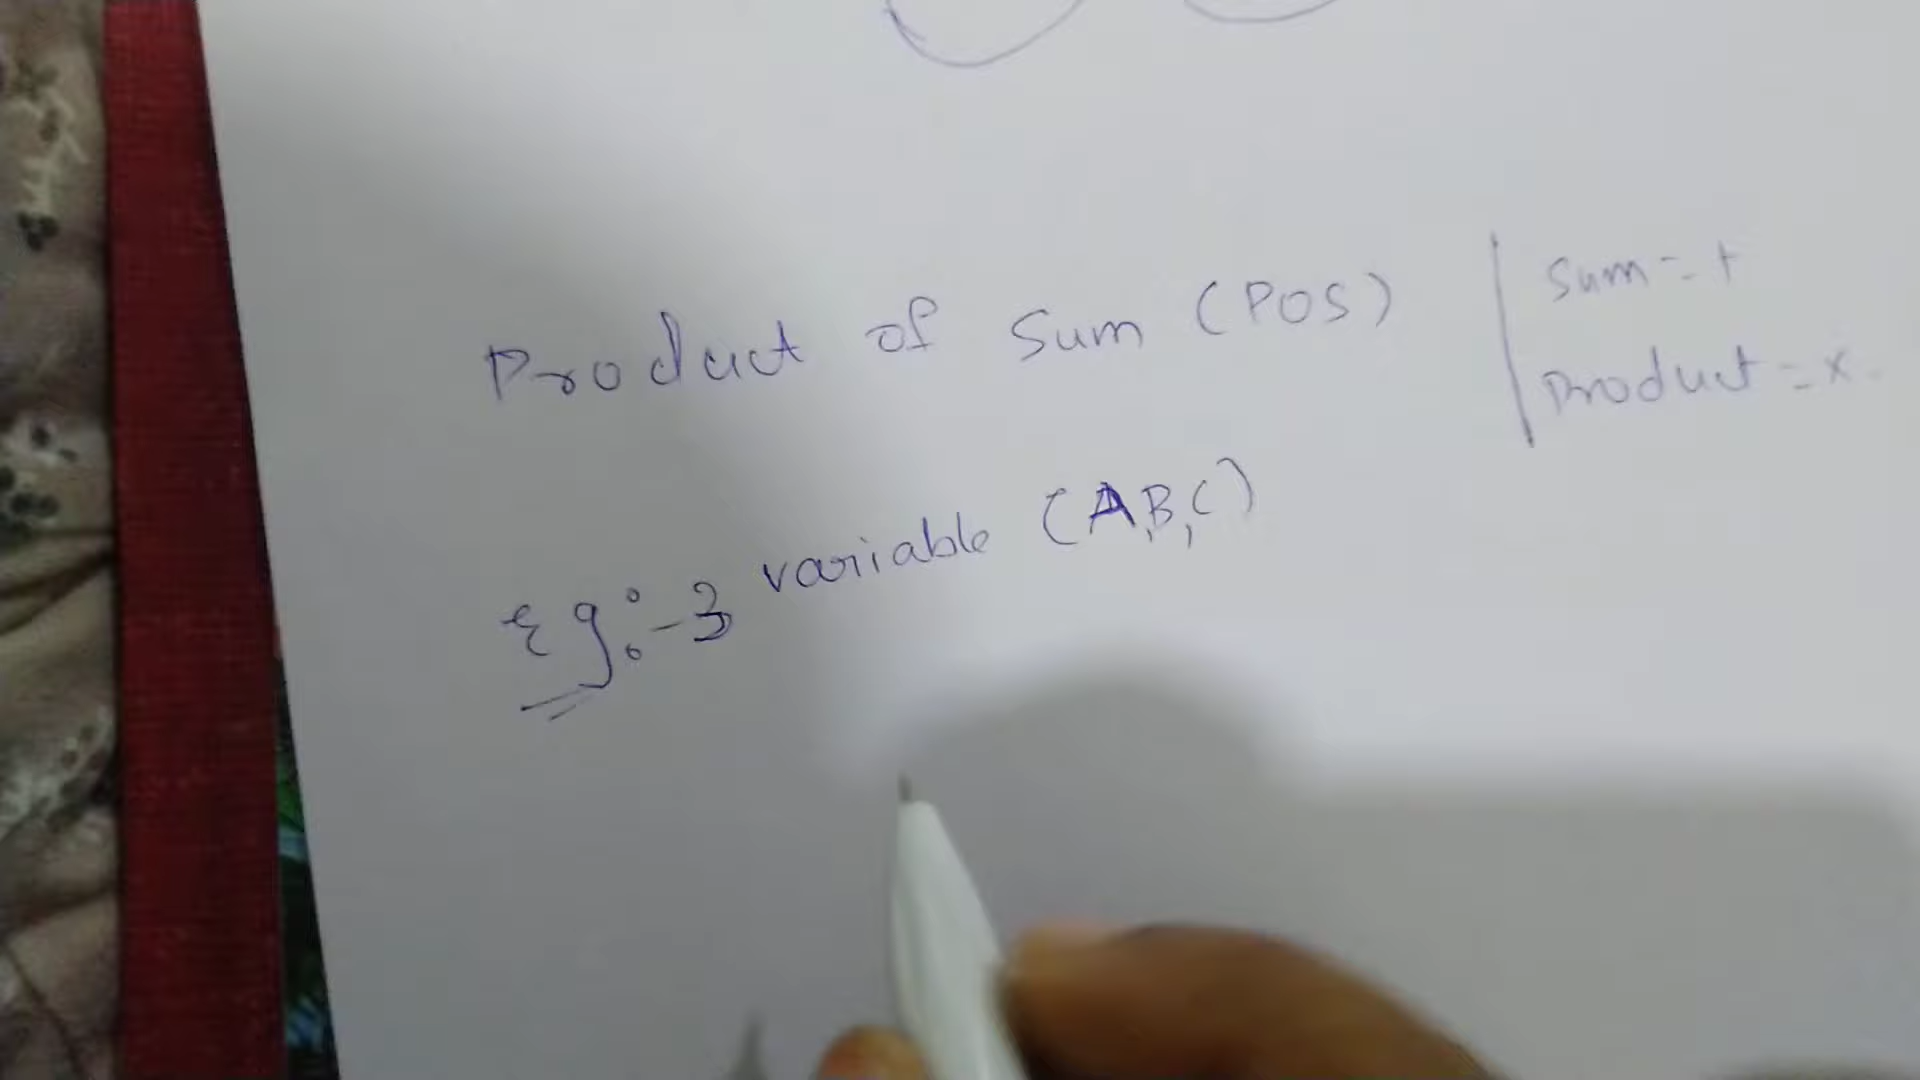 Product of Sum (POS)
Sum = +
Product = x.
Eg:- 3 variable (A,B,C)